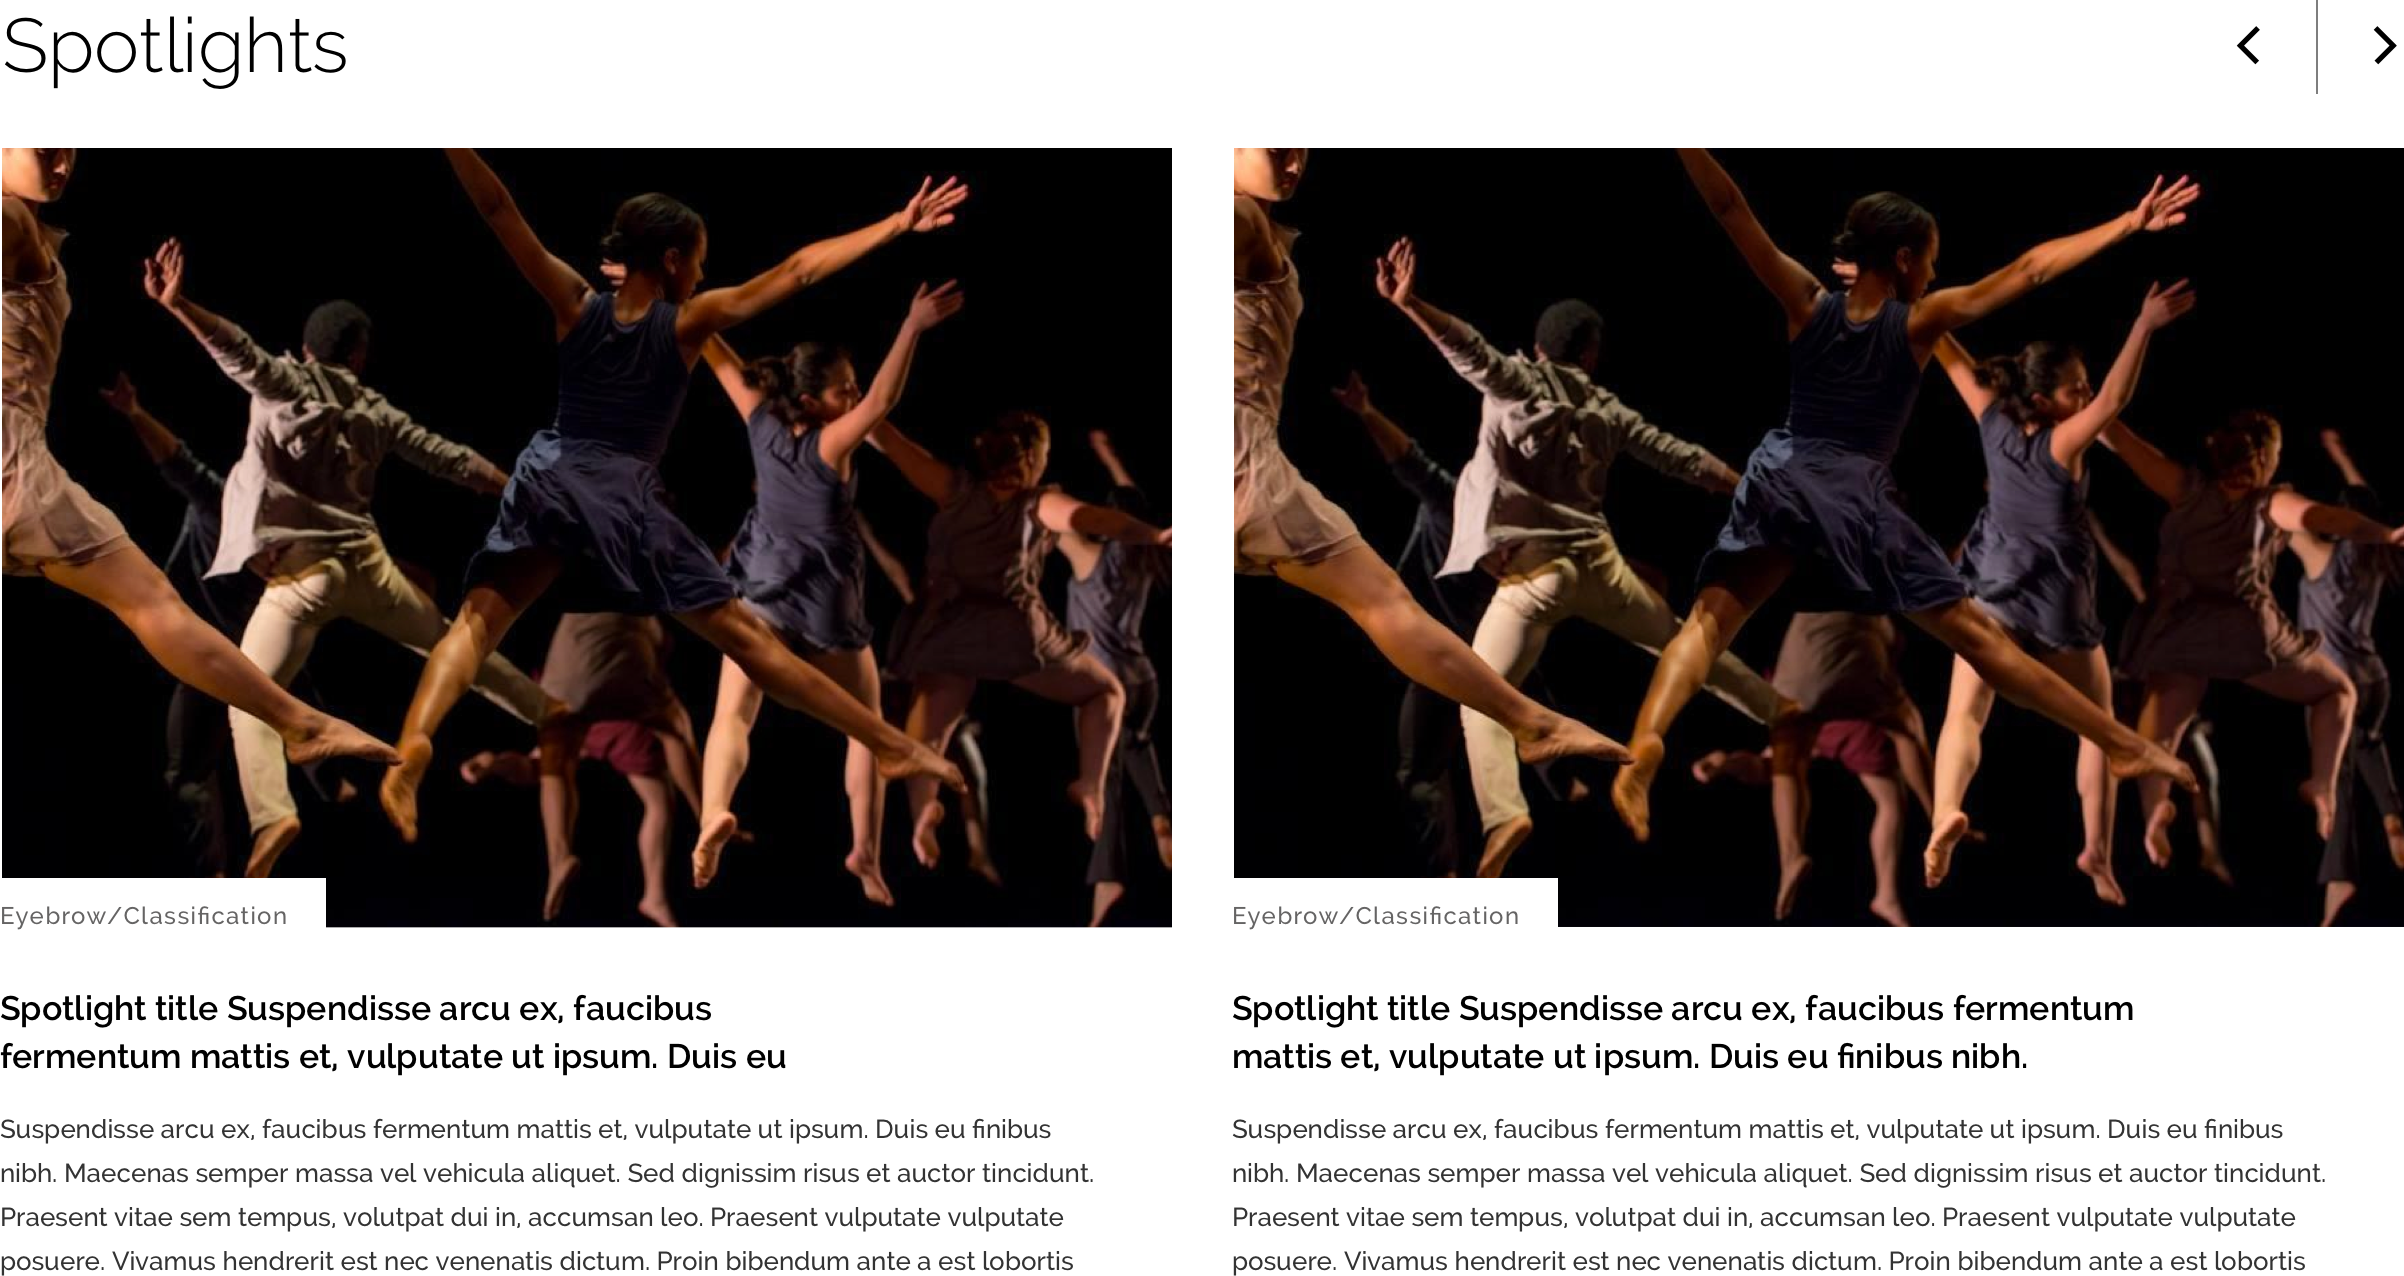 Spotlights
Eyebrow/Classification
Spotlight title Suspendisse arcu ex, faucibus
fermentum mattis et, vulputate ut ipsum. Duis eu
Suspendisse arcu ex, faucibus fermentum mattis et, vulputate ut ipsum. Duis eu finibus
nibh. Maecenas semper massa vel vehicula aliquet. Sed dignissim risus et auctor tincidunt.
Praesent vitae sem tempus, volutpat dui in, accumsan leo. Praesent vulputate vulputate
posuere. Vivamus hendrerit est nec venenatis dictum. Proin bibendum ante a est lobortis
Eyebrow/Classification
Spotlight title Suspendisse arcu ex, faucibus fermentum
mattis et, vulputate ut ipsum. Duis eu finibus nibh.
Suspendisse arcu ex, faucibus fermentum mattis et, vulputate ut ipsum. Duis eu finibus
nibh. Maecenas semper massa vel vehicula aliquet. Sed dignissim risus et auctor tincidunt.
Praesent vitae sem tempus, volutpat dui in, accumsan leo. Praesent vulputate vulputate
posuere. Vivamus hendrerit est nec venenatis dictum. Proin bibendum ante a est lobortis